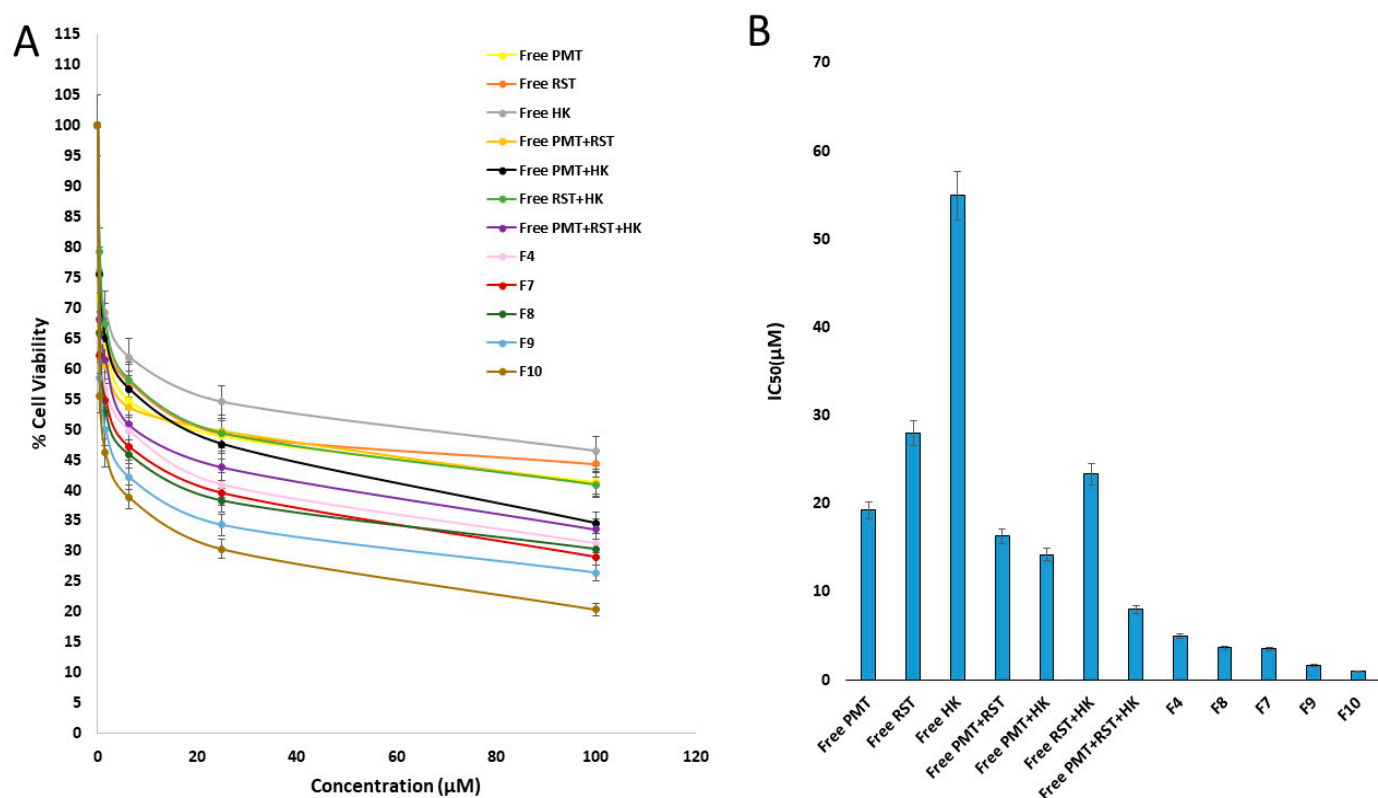 A
115
110
105
100
95
90
85
80
75
70
65
60
55
50
45
40
35
30
25
20
15
10
5
0
% Cell Viability
0
20
40
60
80
100
120
Concentration (μM)
Free PMT
Free RST
Free HK
Free PMT+RST
Free PMT+HK
Free RST+HK
Free PMT+RST+HK
F4
F7
F8
F9
F10
B
70
60
50
40
30
20
10
0
IC50(μM)
Free PMT
Free RST
Free HK
Free PMT+RST
Free PMT+HK
Free RST+HK
Free PMT+RST+HK
F4
F8
F7
F9
F10